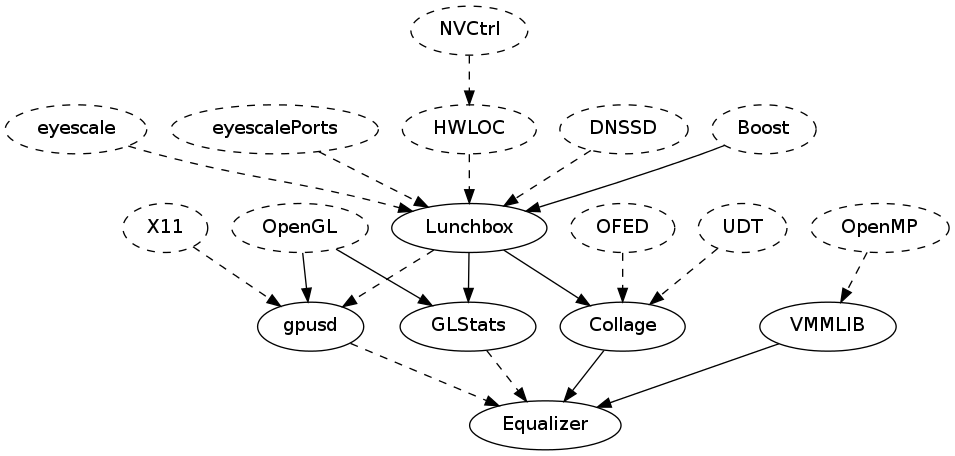 NVCtrl
eyescale
eyescalePorts
HWLOC
DNSSD
Boost
X11
OpenGL
Lunchbox
OFED
UDT
OpenMP
gpusd
GLStats
Collage
VMMLIB
Equalizer